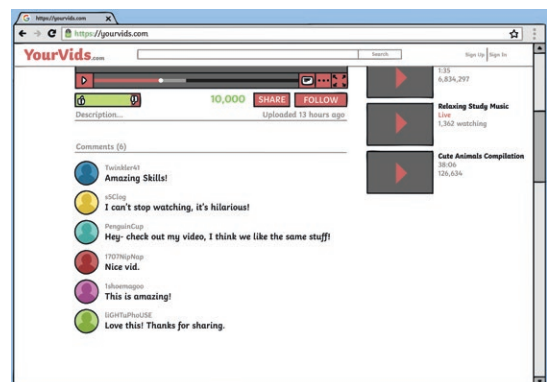 https://yourvids.com
https://yourvids.com
YourVids.com
Search
Sign Up
Sign In
10,000
SHARE
FOLLOW
Description...
Uploaded 13 hours ago
Comments (6)
Twinkler41
Amazing Skills!
sSClog
I can't stop watching, it's hilarious!
PenguinCup
Hey- check out my video, I think we like the same stuff!
1707NipNap
Nice vid.
1shoemagoo
This is amazing!
liGHTuPhoUSE
Love this! Thanks for sharing.
1:35
6,834,297
Relaxing Study Music
Live
1,362 watching
Cute Animals Compilation
38:06
126,634